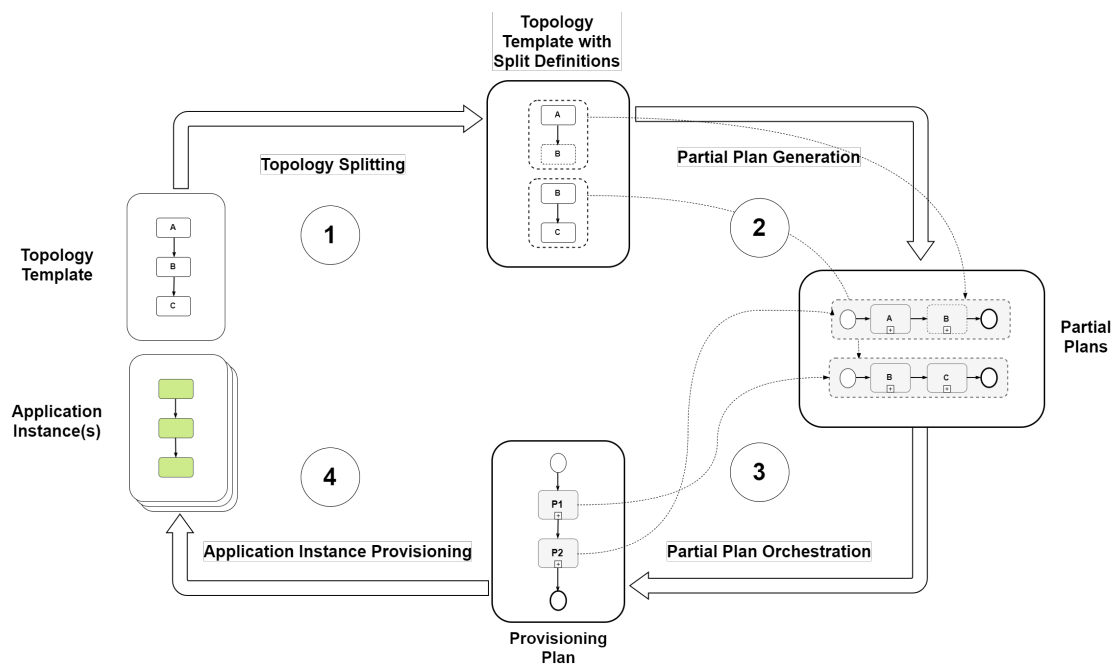 Topology
Template with
Split Definitions
A
B
B
C
Topology Splitting
Partial Plan Generation
1
2
Topology
Template
A
B
C
A
B
B
C
Partial
Plans
Application
Instance(s)
4
3
P1
P2
Application Instance Provisioning
Partial Plan Orchestration
Provisioning
Plan